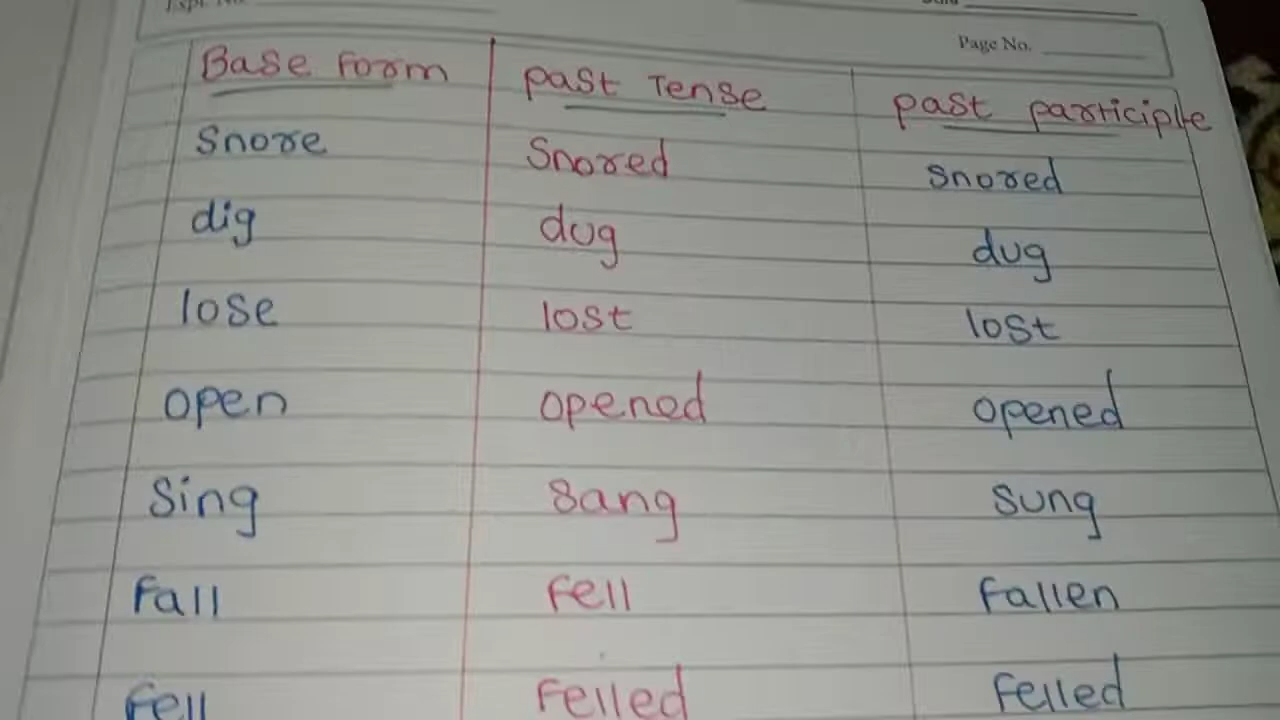 Page No.
Base Form past Tense past participle
Snore Snored snored
dig dug dug
lose lost lost
open opened opened
Sing Sang sung
Fall Fell Fallen
Fell Felled Felled